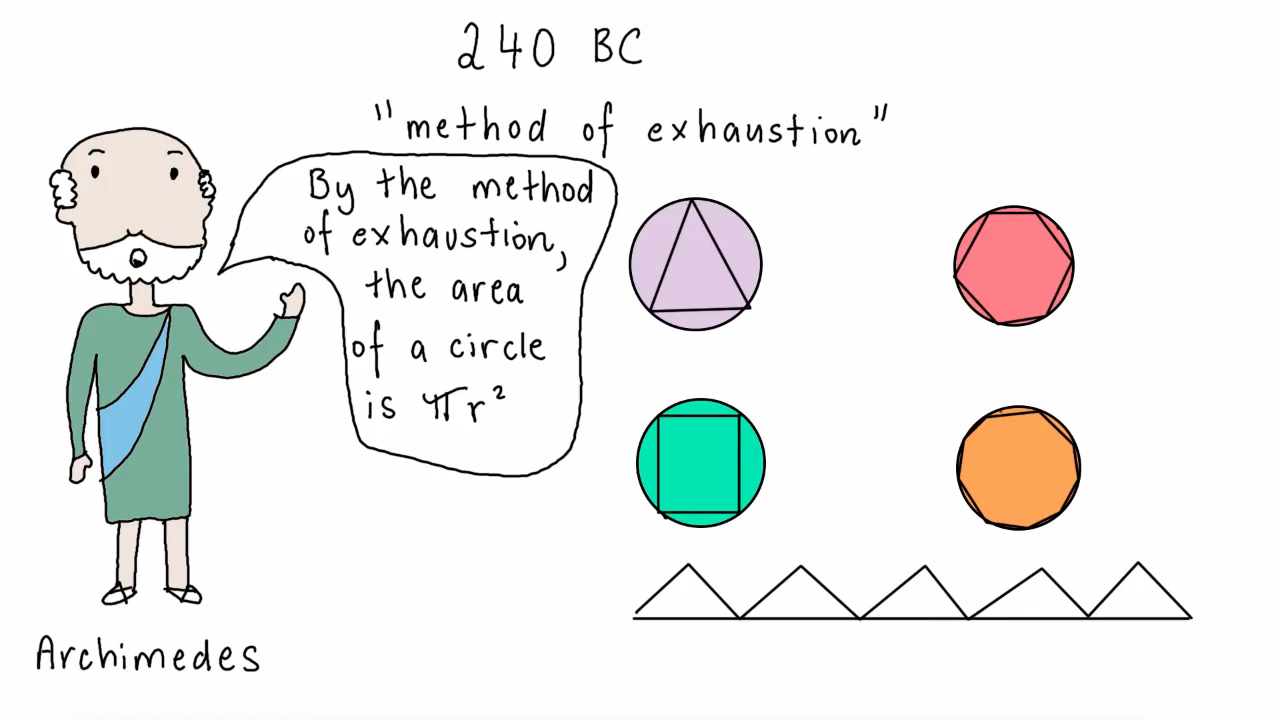 240 BC
"method of exhaustion"
By the method
of exhaustion,
the area
of a circle
is πr²
Archimedes